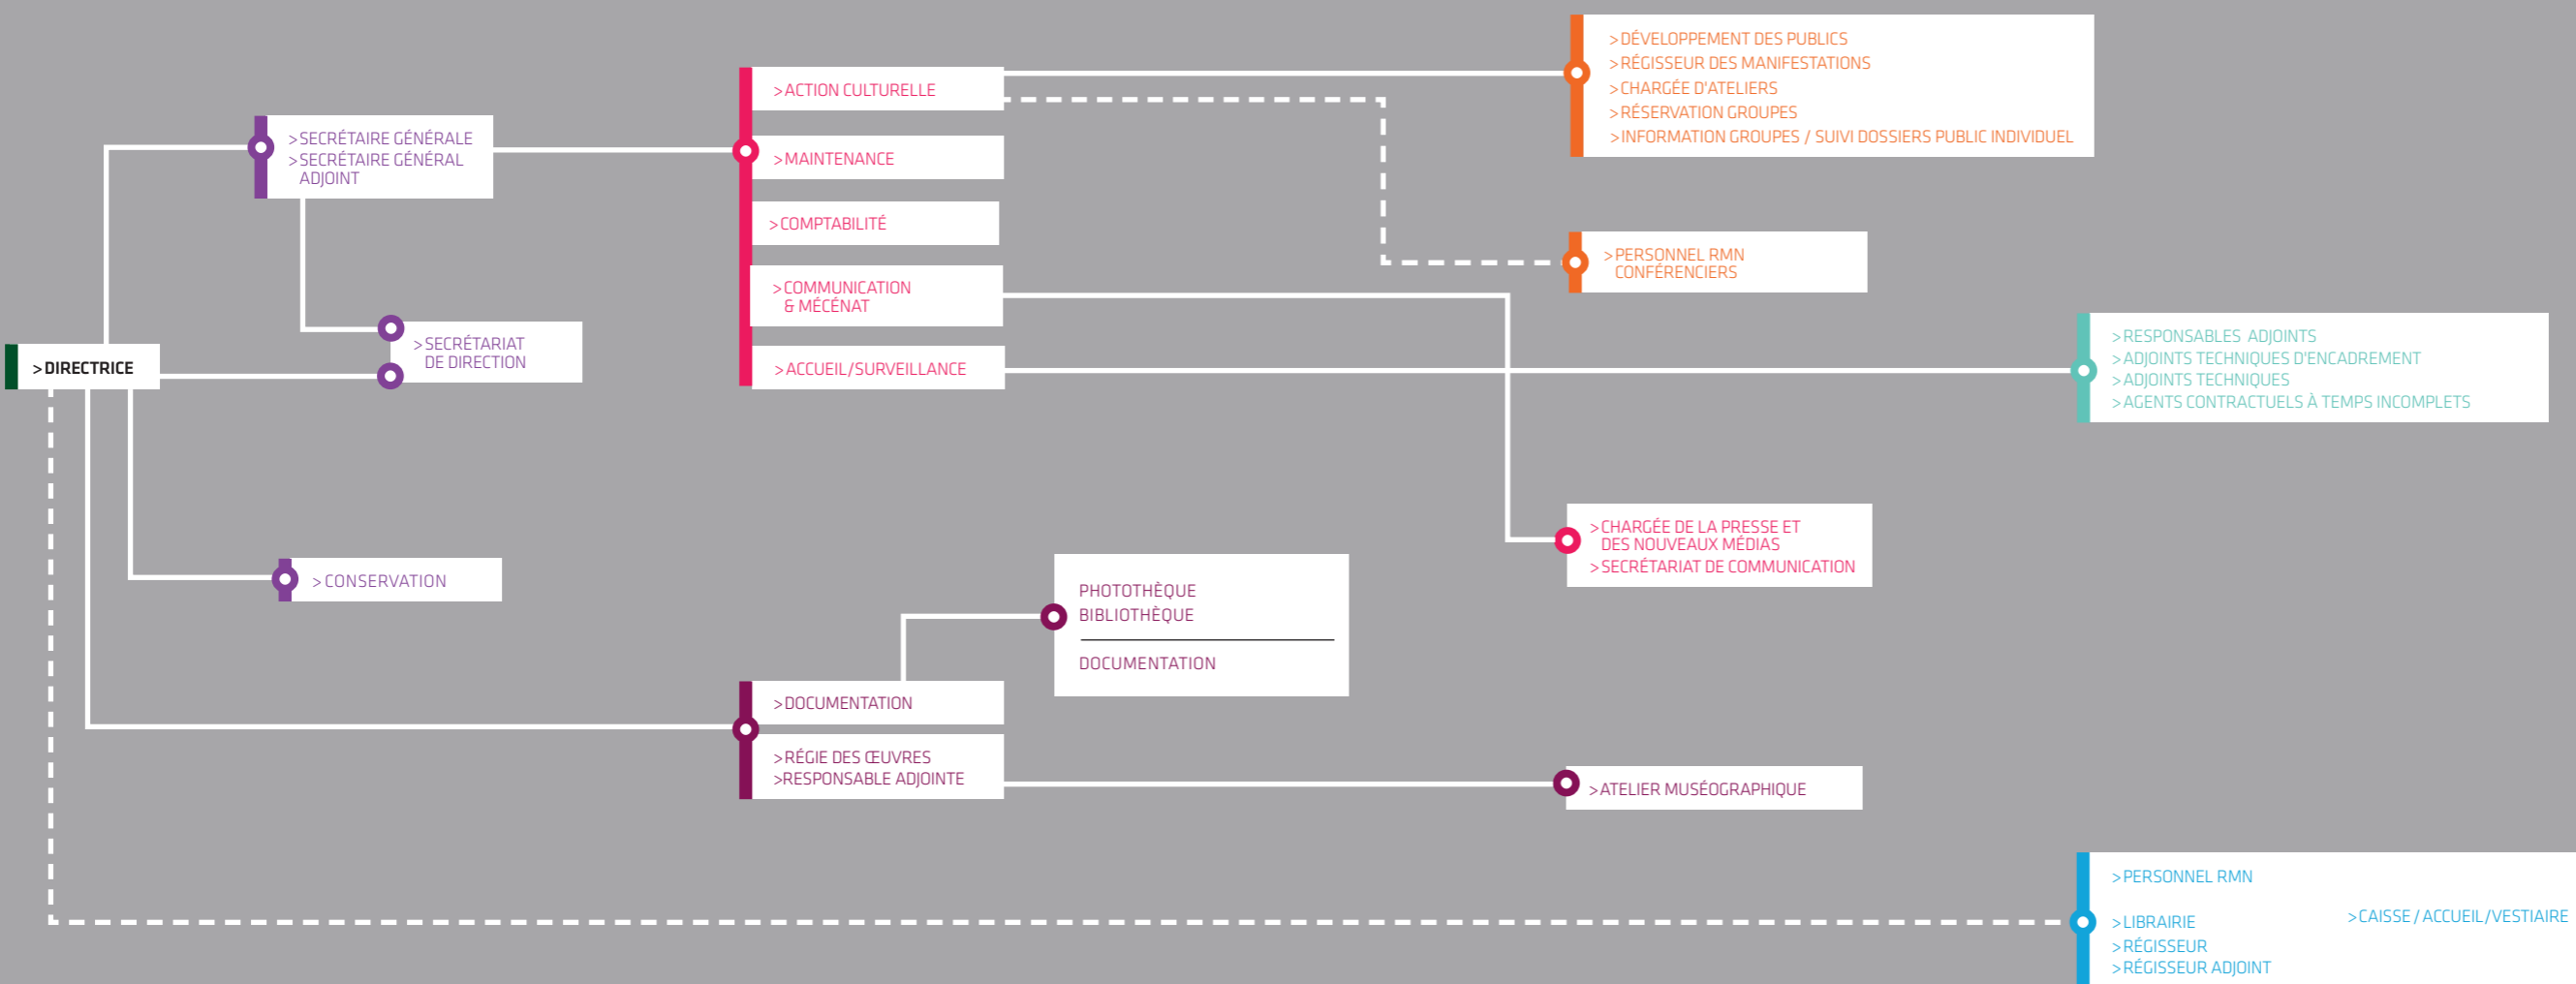 >DIRECTRICE
>SECRÉTAIRE GÉNÉRALE
>SECRÉTAIRE GÉNÉRAL
ADJOINT
>SECRÉTARIAT
DE DIRECTION
>CONSERVATION
>ACTION CULTURELLE
>MAINTENANCE
>COMPTABILITÉ
>COMMUNICATION
& MÉCÉNAT
>ACCUEIL/SURVEILLANCE
>DOCUMENTATION
>RÉGIE DES ŒUVRES
>RESPONSABLE ADJOINTE
PHOTOTHÈQUE
BIBLIOTHÈQUE
DOCUMENTATION
>DÉVELOPPEMENT DES PUBLICS
>RÉGISSEUR DES MANIFESTATIONS
>CHARGÉE D'ATELIERS
>RÉSERVATION GROUPES
>INFORMATION GROUPES / SUIVI DOSSIERS PUBLIC INDIVIDUEL
>PERSONNEL RMN
CONFÉRENCIERS
>RESPONSABLES ADJOINTS
>ADJOINTS TECHNIQUES D'ENCADREMENT
>ADJOINTS TECHNIQUES
>AGENTS CONTRACTUELS À TEMPS INCOMPLETS
>CHARGÉE DE LA PRESSE ET
DES NOUVEAUX MÉDIAS
>SECRÉTARIAT DE COMMUNICATION
>ATELIER MUSÉOGRAPHIQUE
>PERSONNEL RMN
>LIBRAIRIE
>RÉGISSEUR
>RÉGISSEUR ADJOINT
>CAISSE / ACCUEIL/VESTIAIRE